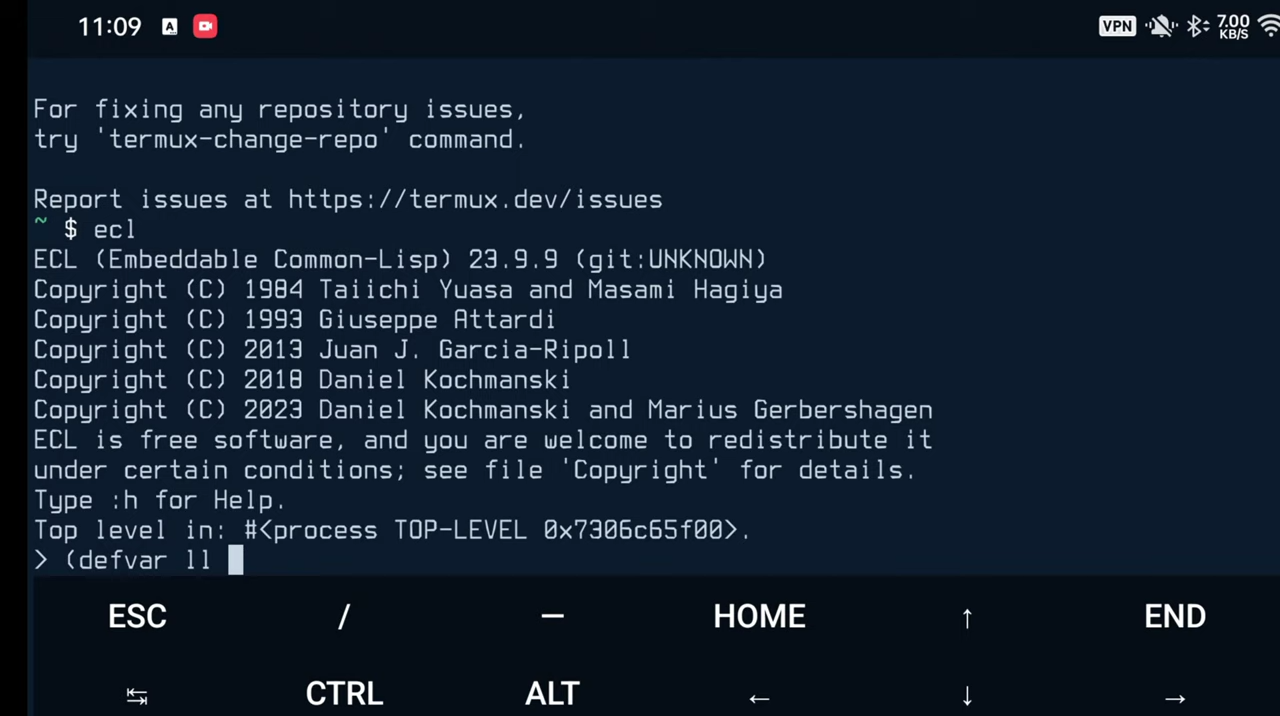 11:09 A VPN 7.00 KB/S
For fixing any repository issues,
try 'termux-change-repo' command.
Report issues at https://termux.dev/issues
~ $ ecl
ECL (Embeddable Common-Lisp) 23.9.9 (git:UNKNOWN)
Copyright (C) 1984 Taiichi Yuasa and Masami Hagiya
Copyright (C) 1993 Giuseppe Attardi
Copyright (C) 2013 Juan J. Garcia-Ripoll
Copyright (C) 2018 Daniel Kochmanski
Copyright (C) 2023 Daniel Kochmanski and Marius Gerbershagen
ECL is free software, and you are welcome to redistribute it
under certain conditions; see file 'Copyright' for details.
Type :h for Help.
Top level in: #<process TOP-LEVEL 0x7306c65f00>.
> (defvar ll
ESC / — HOME ↑ END
↹ CTRL ALT ← ↓ →